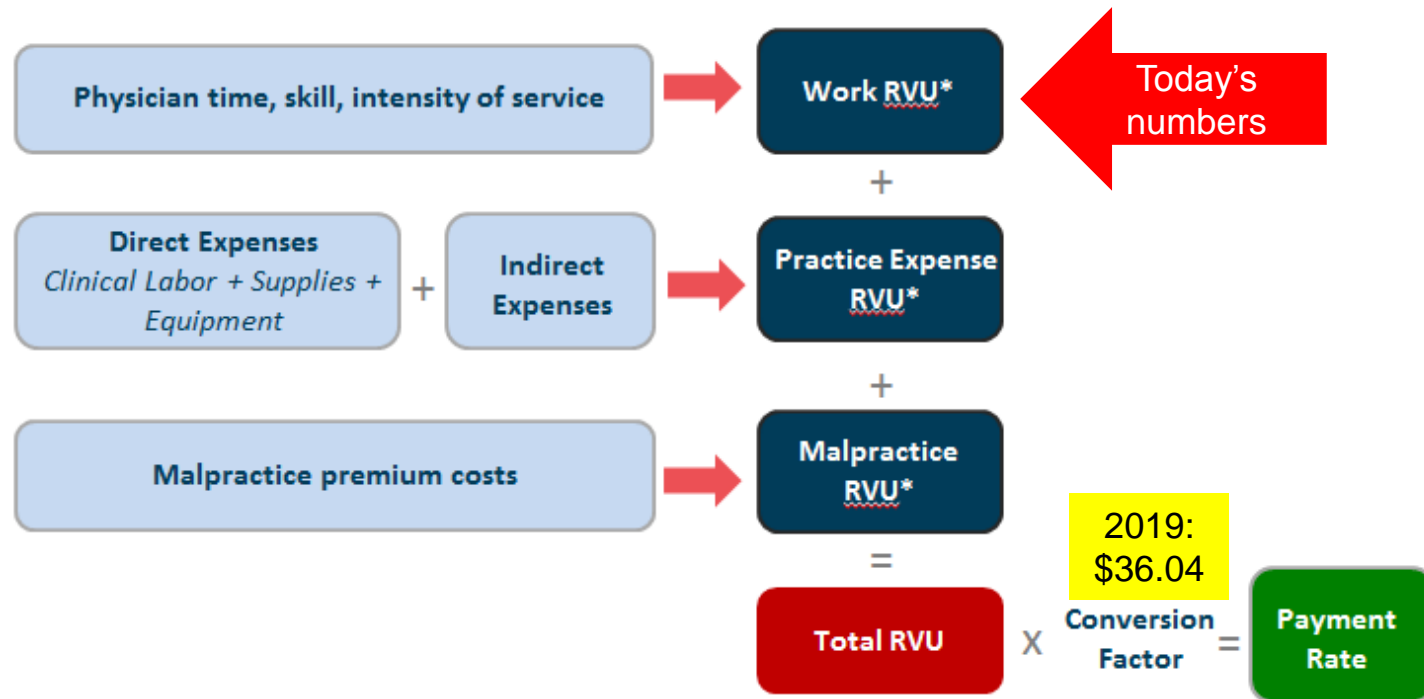 Physician time, skill, intensity of service
Work RVU*
Today's
numbers
+
Direct Expenses
Clinical Labor + Supplies +
Equipment
+
Indirect
Expenses
Practice Expense
RVU*
+
Malpractice premium costs
Malpractice
RVU*
=
2019:
$36.04
Total RVU
X
Conversion
Factor
=
Payment
Rate